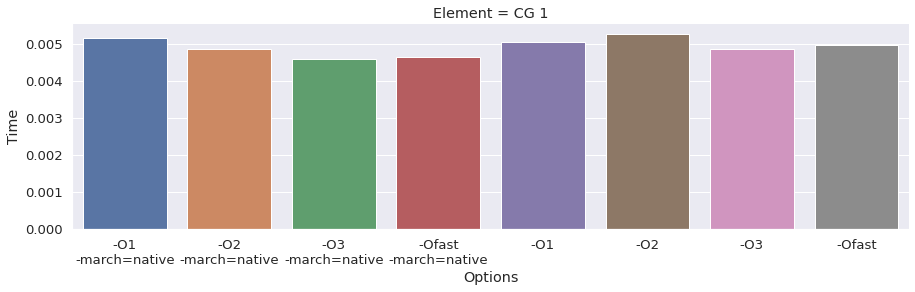 Element = CG 1
Time
0.005
0.004
0.003
0.002
0.001
0.000
-O1 -O2 -O3 -Ofast -O1 -O2 -O3 -Ofast
-march=native -march=native -march=native -march=native
Options